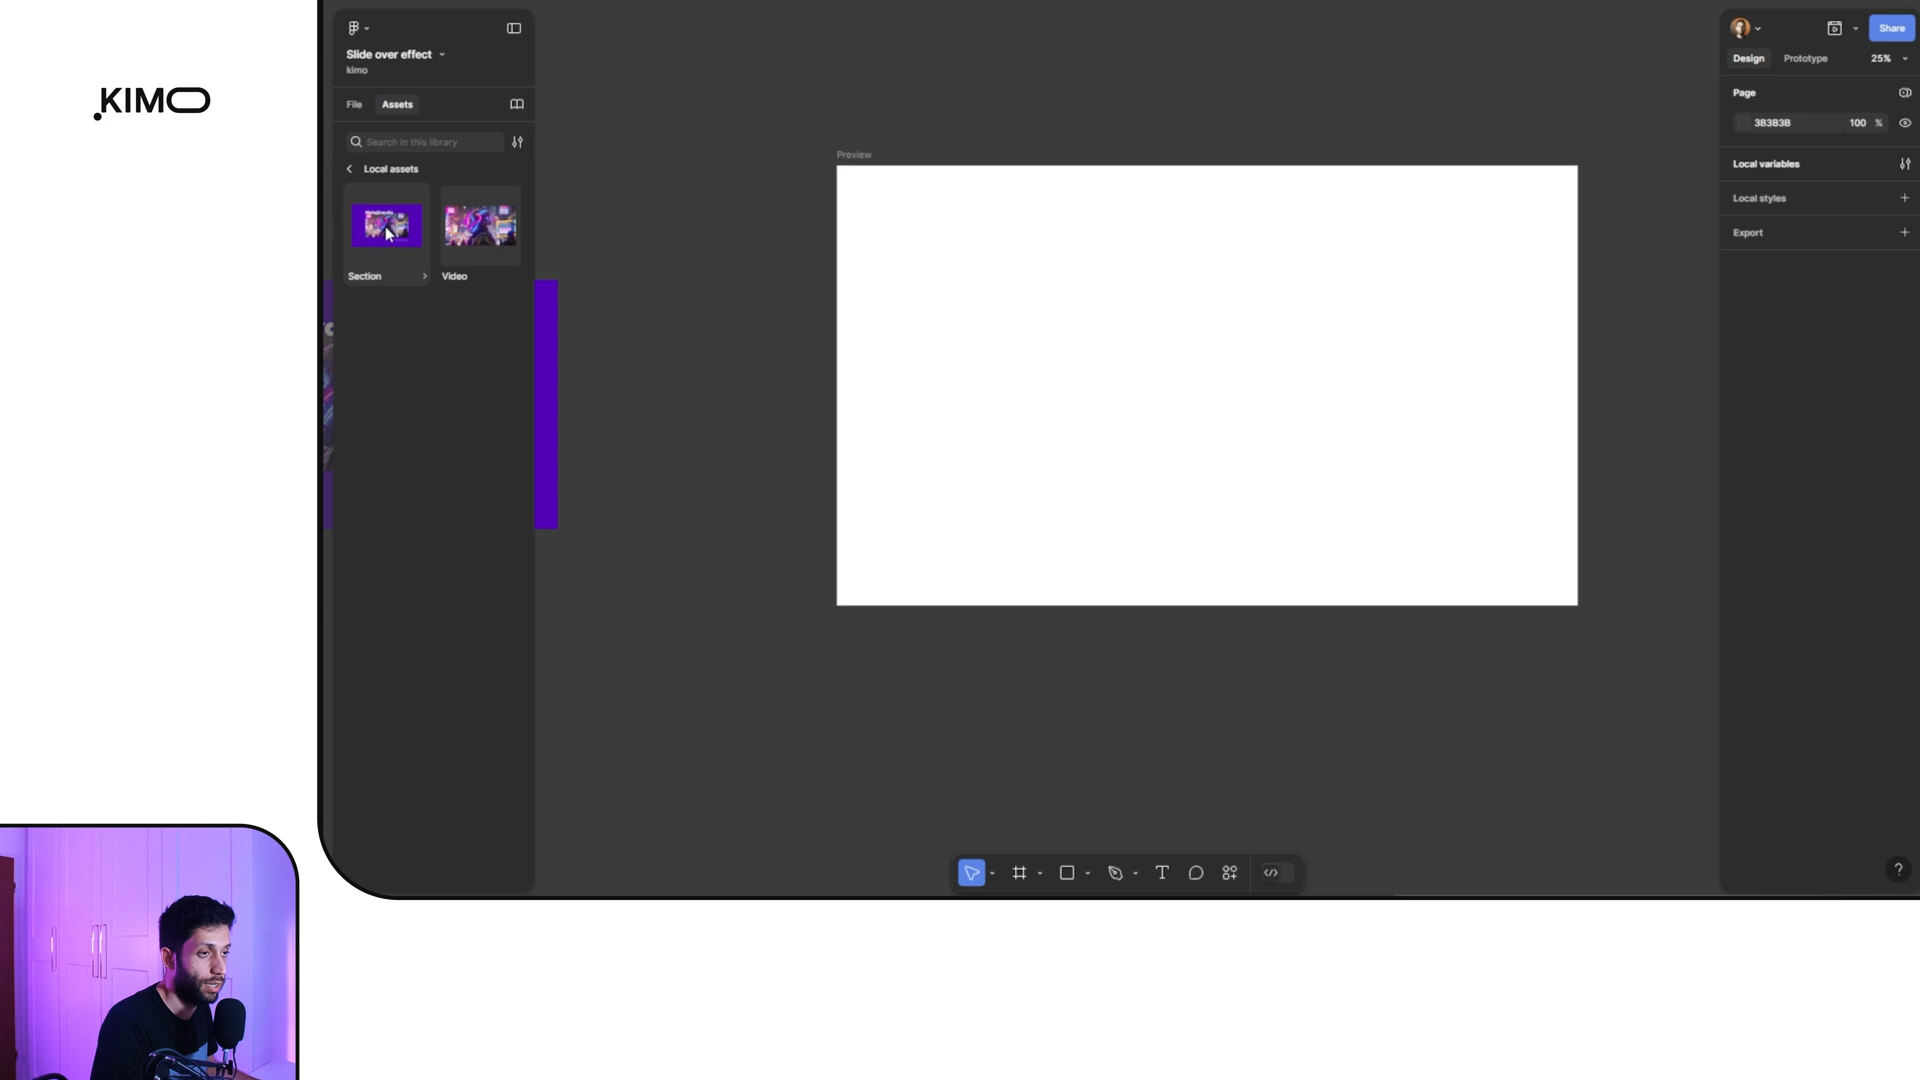 .KIMO
Slide over effect
kimo
File
Assets
Search in this library
Local assets
Section
Video
Preview
Share
Design
Prototype
25%
Page
3B3B3B
100
%
Local variables
Local styles
Export
?